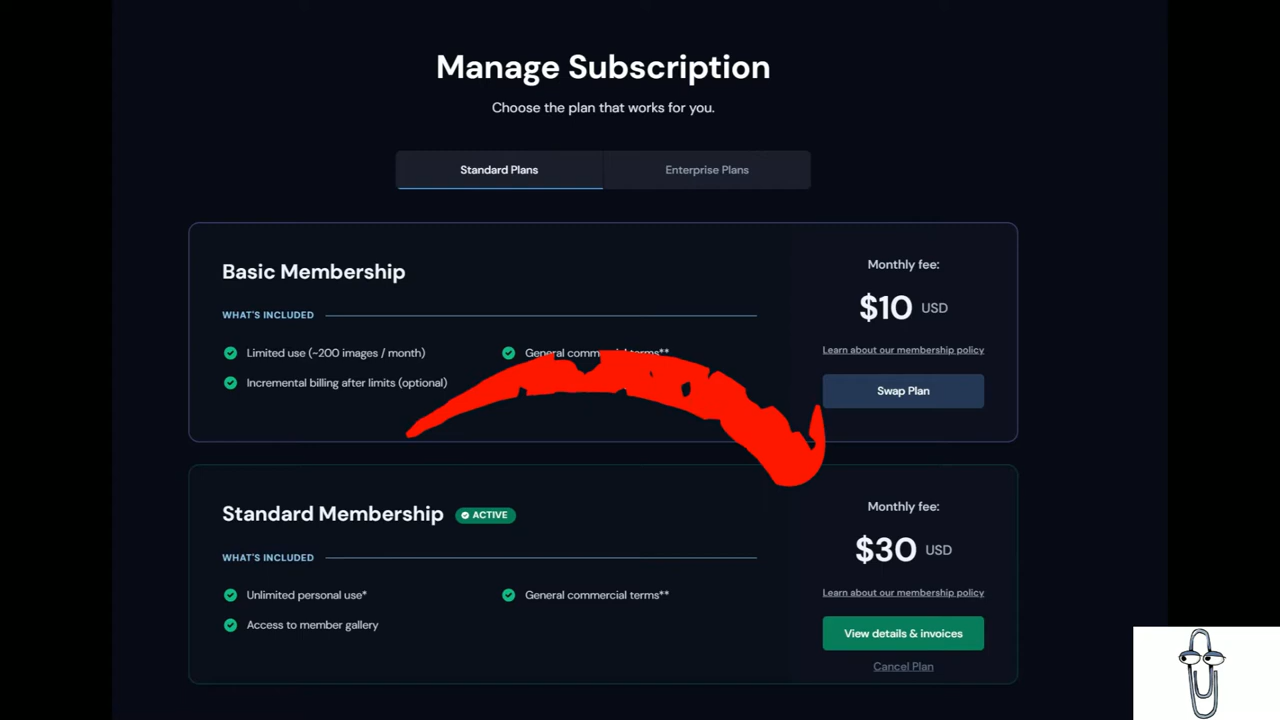 Manage Subscription
Choose the plan that works for you.
Standard Plans
Enterprise Plans
Basic Membership
WHAT'S INCLUDED
Limited use (~200 images / month)
General commercial terms**
Incremental billing after limits (optional)
Monthly fee:
$10 USD
Learn about our membership policy
Swap Plan
Standard Membership
ACTIVE
WHAT'S INCLUDED
Unlimited personal use*
General commercial terms**
Access to member gallery
Monthly fee:
$30 USD
Learn about our membership policy
View details & invoices
Cancel Plan